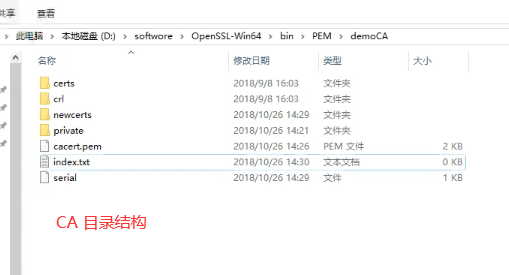 共享 查看
此电脑 > 本地磁盘 (D:) > softwore > OpenSSL-Win64 > bin > PEM > demoCA
名称 修改日期 类型 大小
certs 2018/9/8 16:03 文件夹
crl 2018/9/8 16:03 文件夹
newcerts 2018/10/26 14:29 文件夹
private 2018/10/26 14:21 文件夹
cacert.pem 2018/10/26 14:26 PEM 文件 2 KB
index.txt 2018/10/26 14:30 文本文档 0 KB
serial 2018/10/26 14:29 文件 1 KB
CA 目录结构